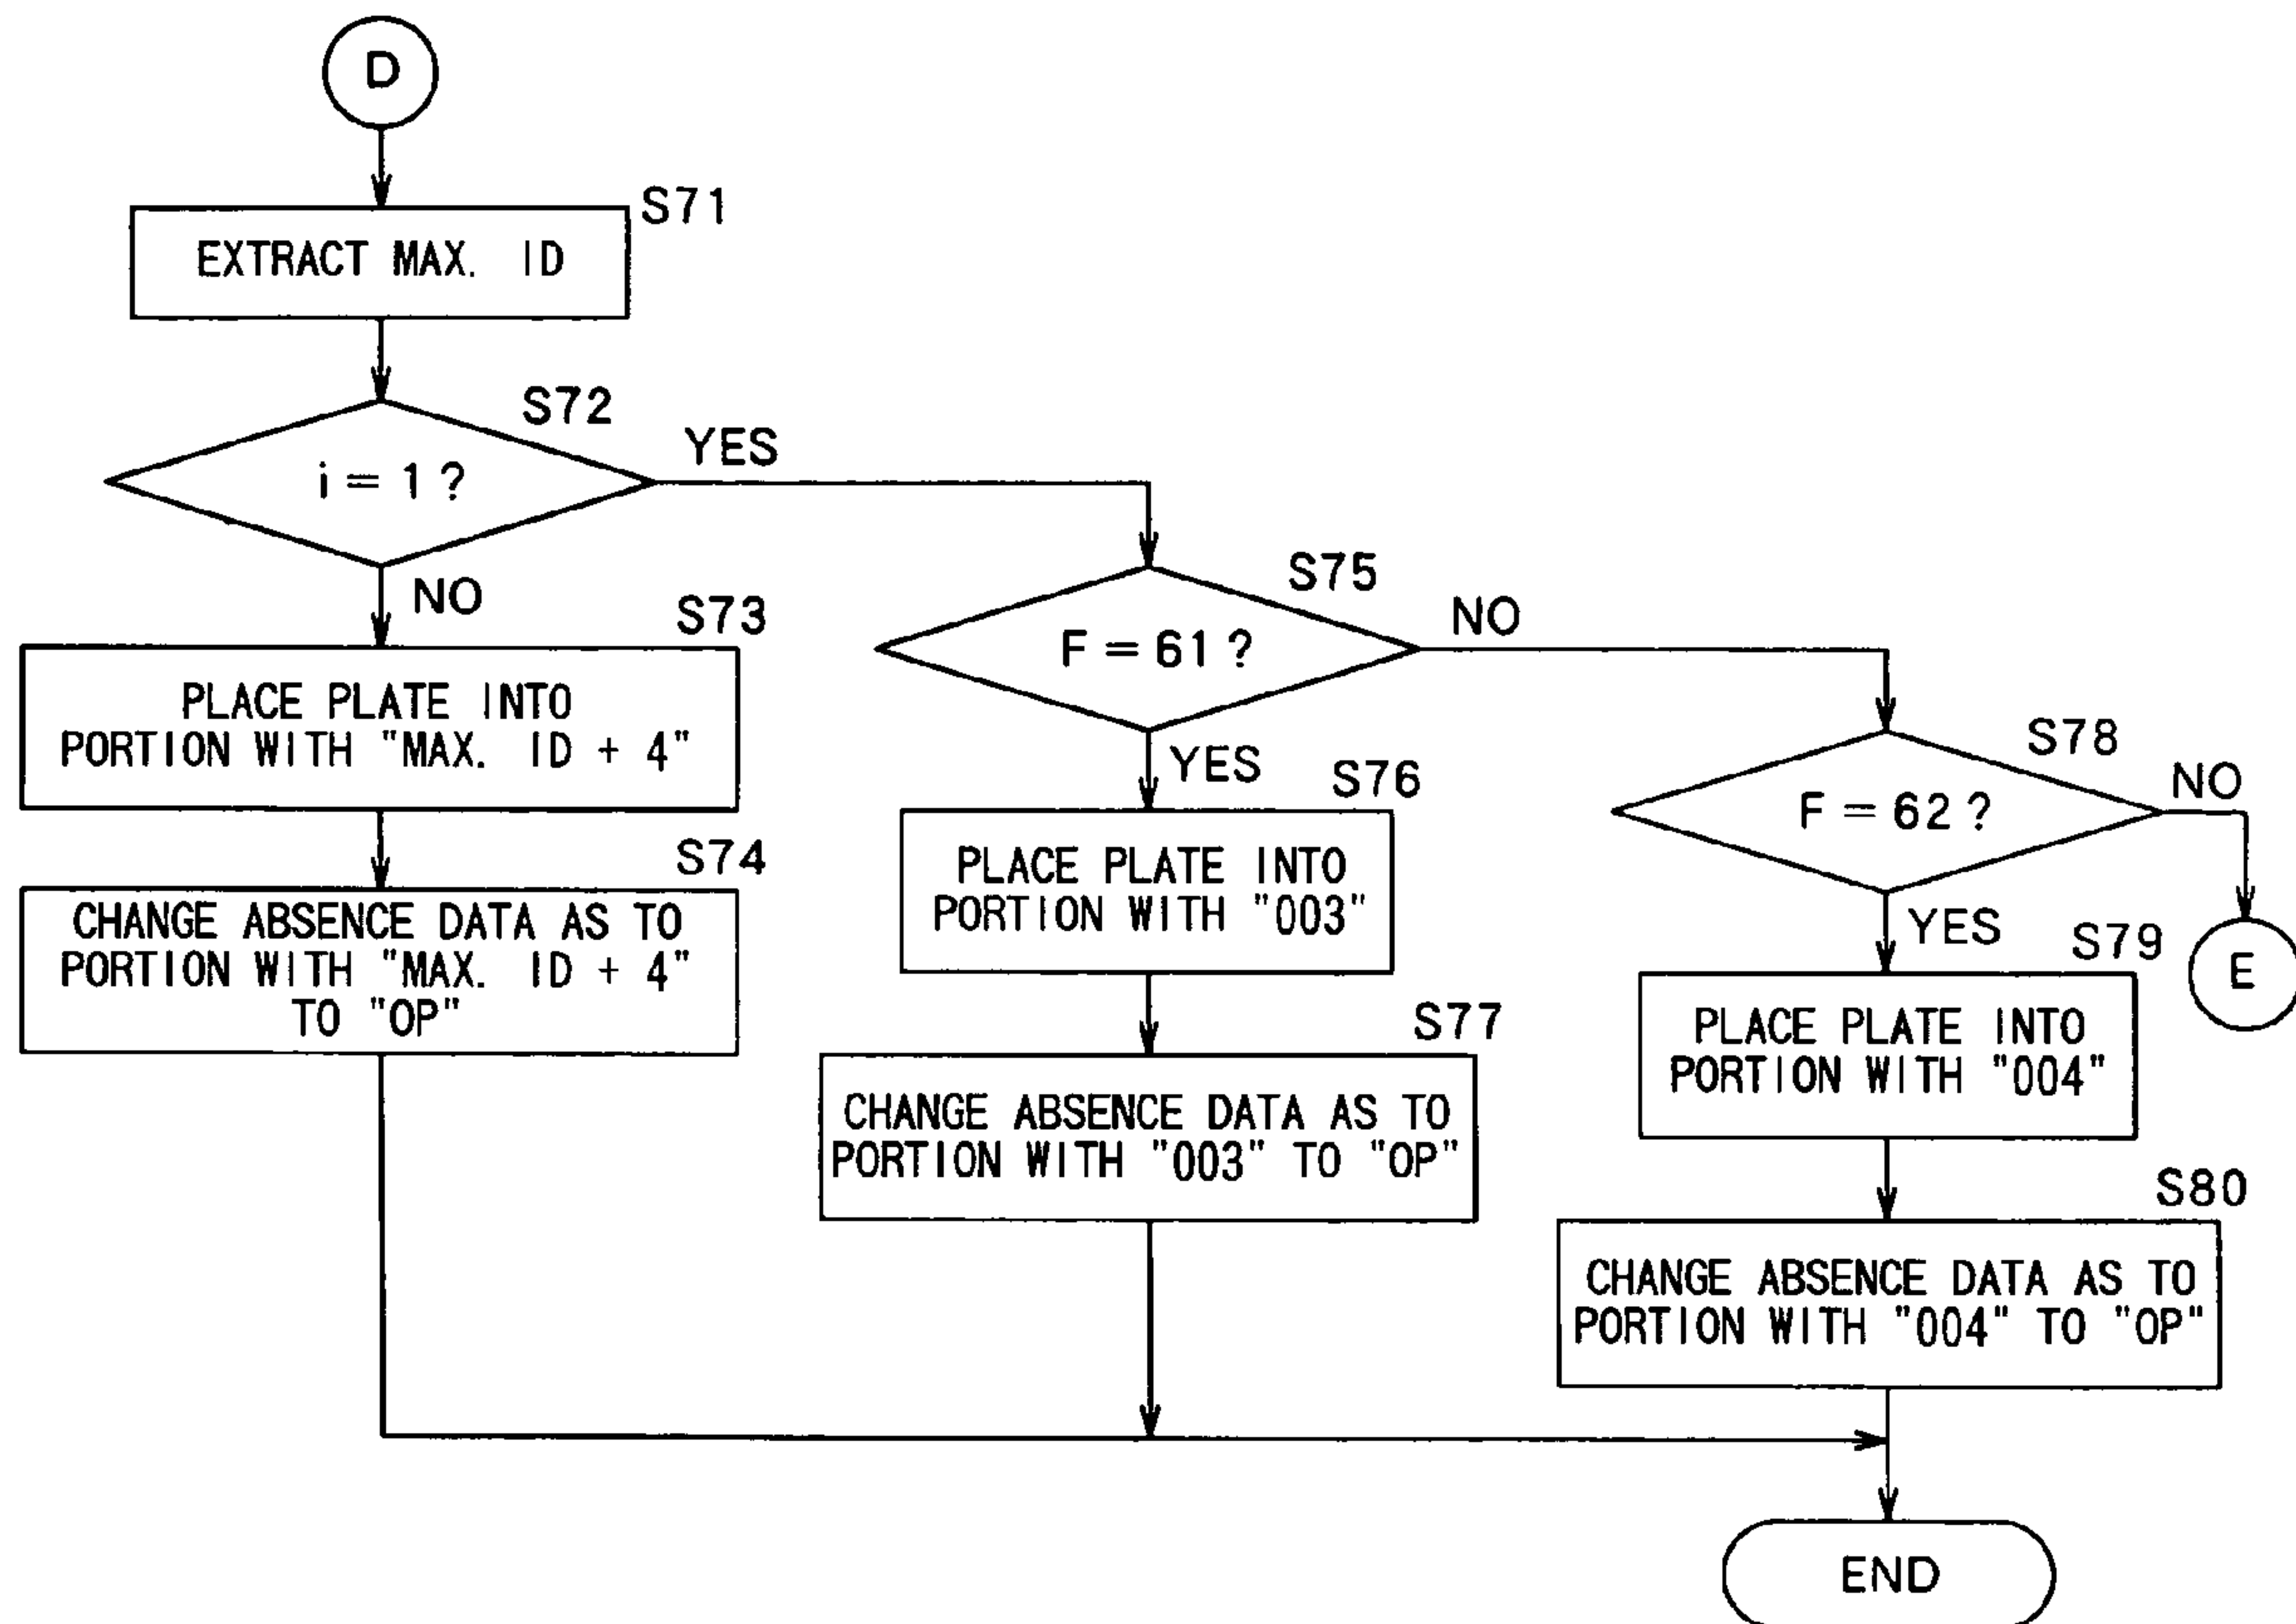 D
S71
EXTRACT MAX. ID
S72
i = 1 ?
YES
NO
S73
PLACE PLATE INTO
PORTION WITH "MAX. ID + 4"
S74
CHANGE ABSENCE DATA AS TO
PORTION WITH "MAX. ID + 4"
TO "OP"
S75
F = 61 ?
NO
YES
S76
PLACE PLATE INTO
PORTION WITH "003"
S77
CHANGE ABSENCE DATA AS TO
PORTION WITH "003" TO "OP"
S78
F = 62 ?
NO
E
YES
S79
PLACE PLATE INTO
PORTION WITH "004"
S80
CHANGE ABSENCE DATA AS TO
PORTION WITH "004" TO "OP"
END